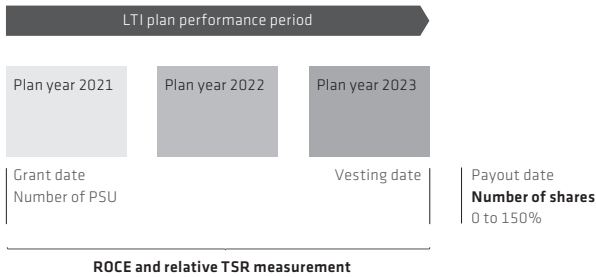 LTI plan performance period
Plan year 2021
Plan year 2022
Plan year 2023
Grant date
Number of PSU
Vesting date
Payout date
Number of shares
0 to 150%
ROCE and relative TSR measurement